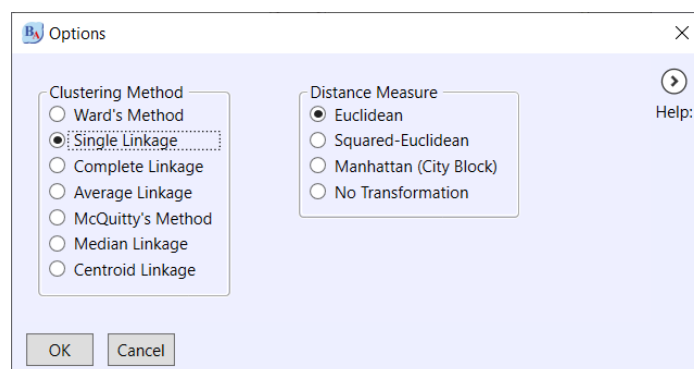 BA Options
Clustering Method
Ward's Method
Single Linkage
Complete Linkage
Average Linkage
McQuitty's Method
Median Linkage
Centroid Linkage
Distance Measure
Euclidean
Squared-Euclidean
Manhattan (City Block)
No Transformation
Help:
OK
Cancel